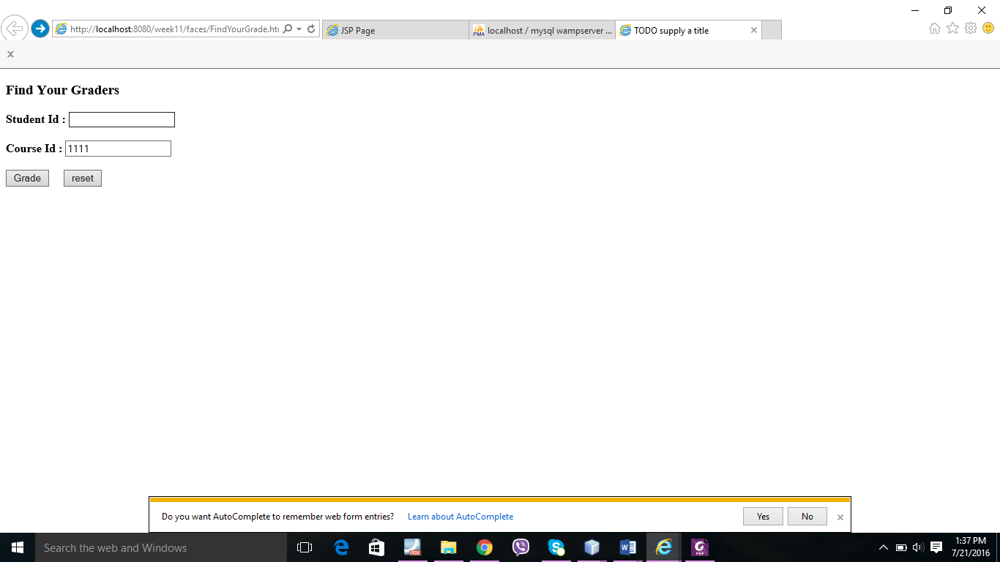 http://localhost:8080/week11/faces/FindYourGrade.htm
JSP Page
localhost / mysql wampserver ...
TODO supply a title
Find Your Graders
Student Id :
Course Id : 1111
Grade reset
Do you want AutoComplete to remember web form entries? Learn about AutoComplete Yes No
Search the web and Windows
1:37 PM
7/21/2016